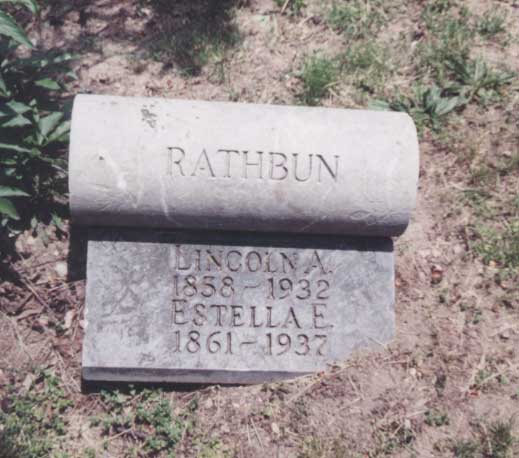 RATHBUN
LINCOLN A.
1858 - 1932
ESTELLA E.
1861 - 1937